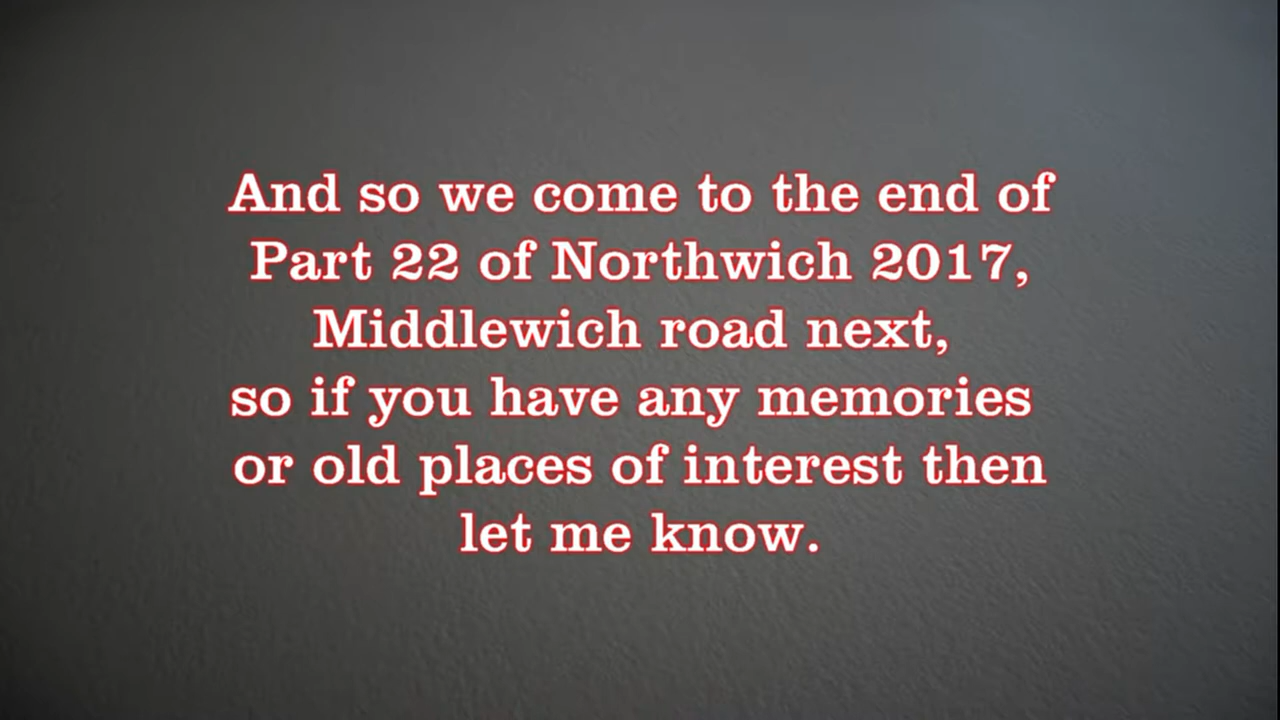 And so we come to the end of
Part 22 of Northwich 2017,
Middlewich road next,
so if you have any memories
or old places of interest then
let me know.